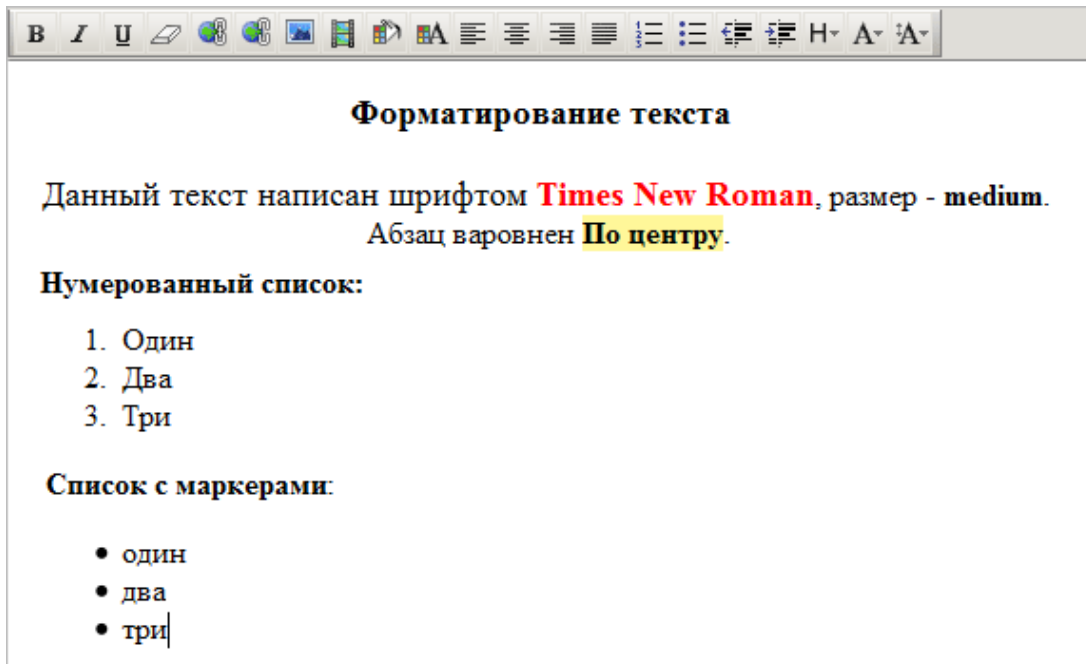 B I U H A A
Форматирование текста
Данный текст написан шрифтом Times New Roman, размер - medium.
Абзац варовнен По центру.
Нумерованный список:
1. Один
2. Два
3. Три
Список с маркерами:
• один
• два
• три